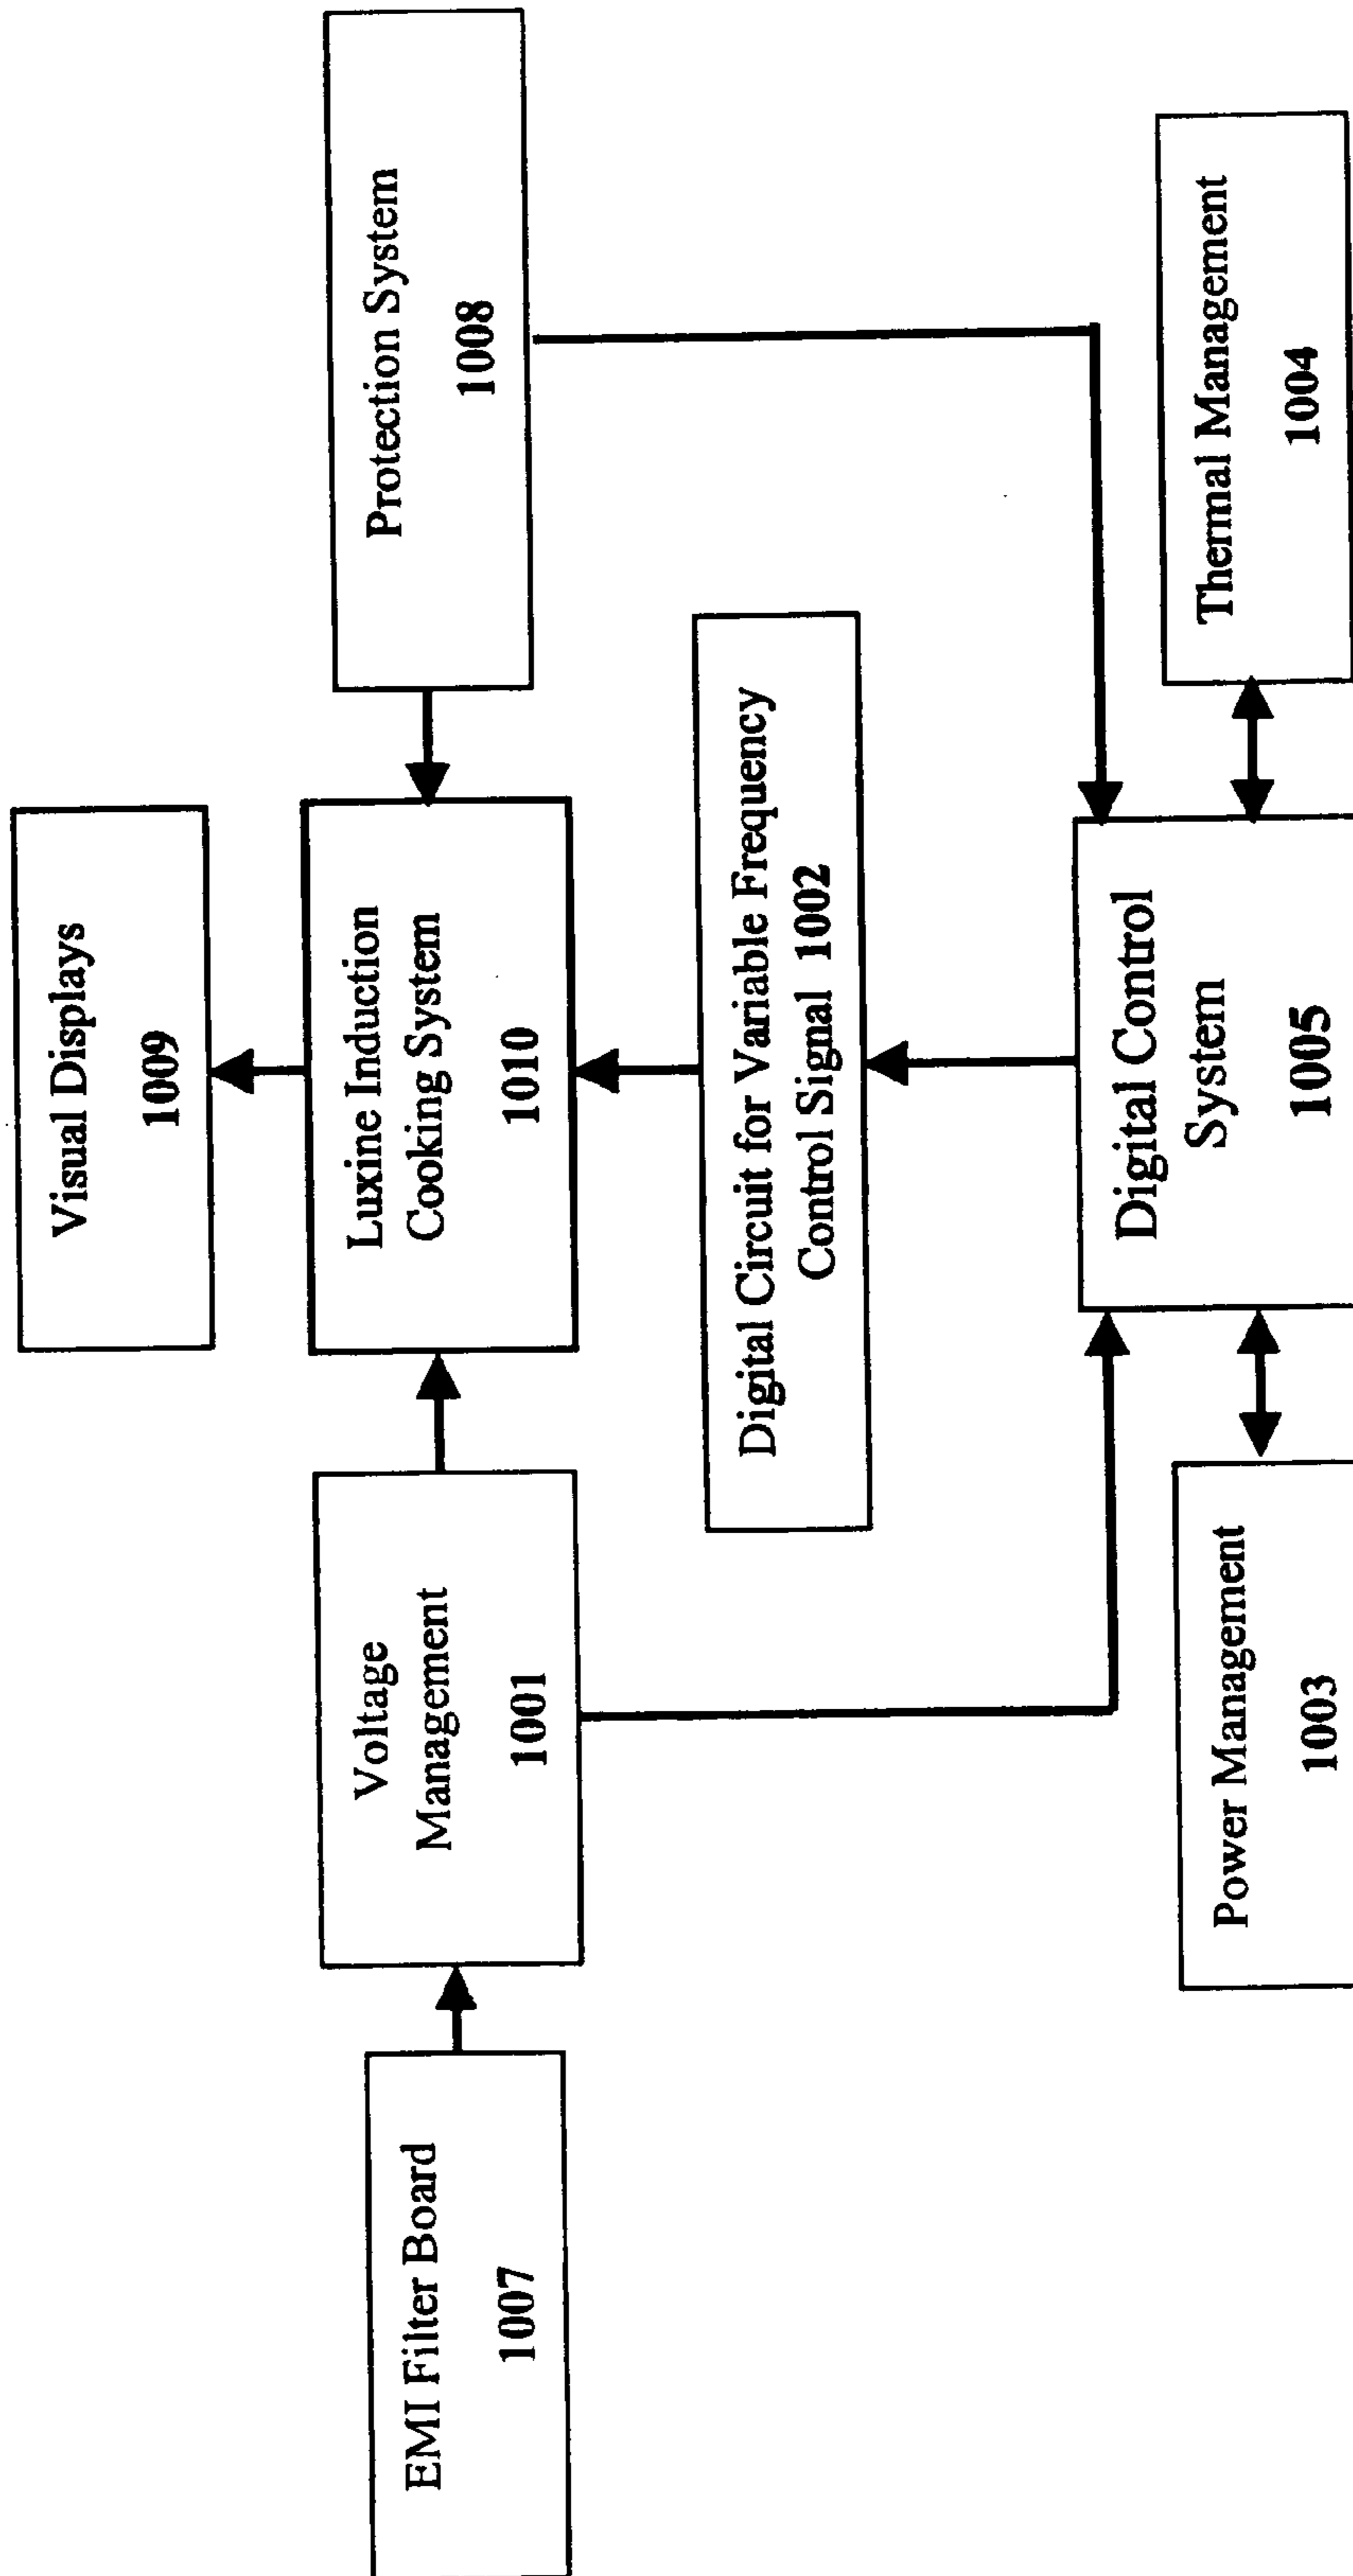 Visual Displays
1009
EMI Filter Board
1007
Voltage
Management
1001
Luxine Induction
Cooking System
1010
Protection System
1008
Digital Circuit for Variable Frequency
Control Signal 1002
Power Management
1003
Digital Control
System
1005
Thermal Management
1004